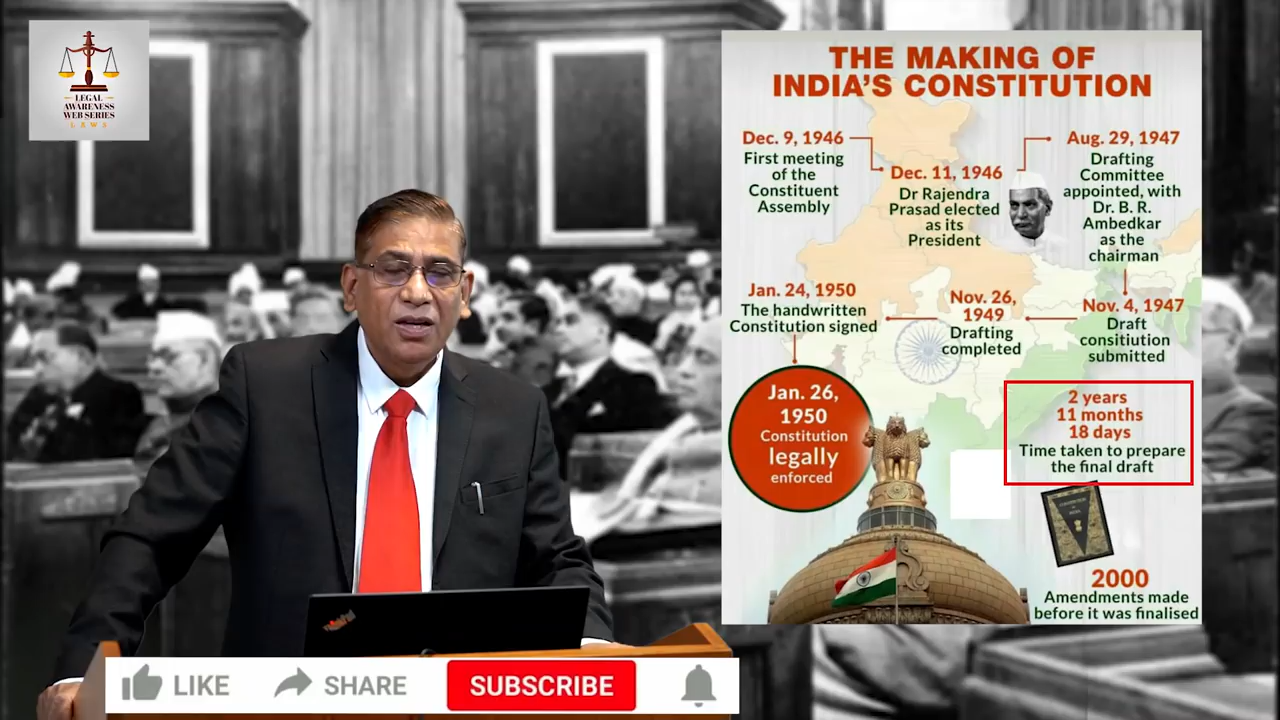 LEGAL
AWARENESS
WEB SERIES
L E W S
THE MAKING OF
INDIA'S CONSTITUTION
Dec. 9, 1946
First meeting
of the
Constituent
Assembly
Dec. 11, 1946
Dr Rajendra
Prasad elected
as its
President
Aug. 29, 1947
Drafting
Committee
appointed, with
Dr. B. R.
Ambedkar
as the
chairman
Nov. 4, 1947
Draft
consitiution
submitted
Nov. 26,
1949
Drafting
completed
Jan. 24, 1950
The handwritten
Constitution signed
Jan. 26,
1950
Constitution
legally
enforced
2 years
11 months
18 days
Time taken to prepare
the final draft
2000
Amendments made
before it was finalised
LIKE
SHARE
SUBSCRIBE